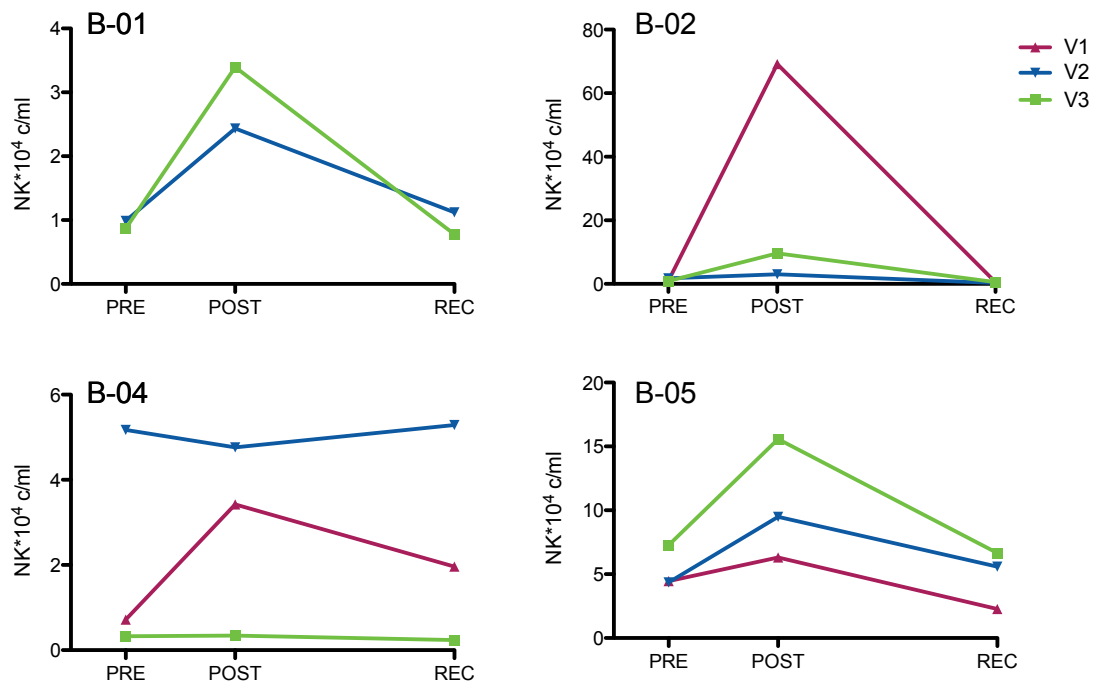 B-01
4
3
2
1
0
NK*10⁴ c/ml
PRE POST REC
B-02
80
60
40
20
0
NK*10⁴ c/ml
PRE POST REC
V1
V2
V3
B-04
6
4
2
0
NK*10⁴ c/ml
PRE POST REC
B-05
20
15
10
5
0
NK*10⁴ c/ml
PRE POST REC